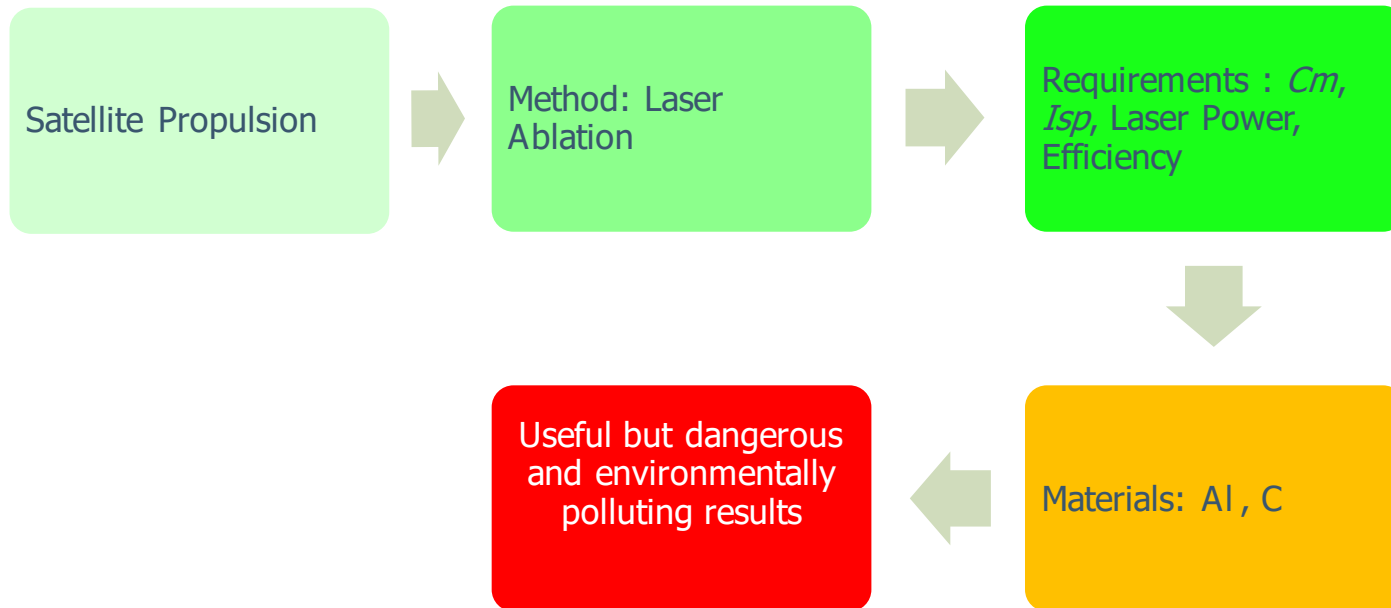 Satellite Propulsion
Method: Laser
Ablation
Requirements : Cm,
Isp, Laser Power,
Efficiency
Materials: Al , C
Useful but dangerous
and environmentally
polluting results